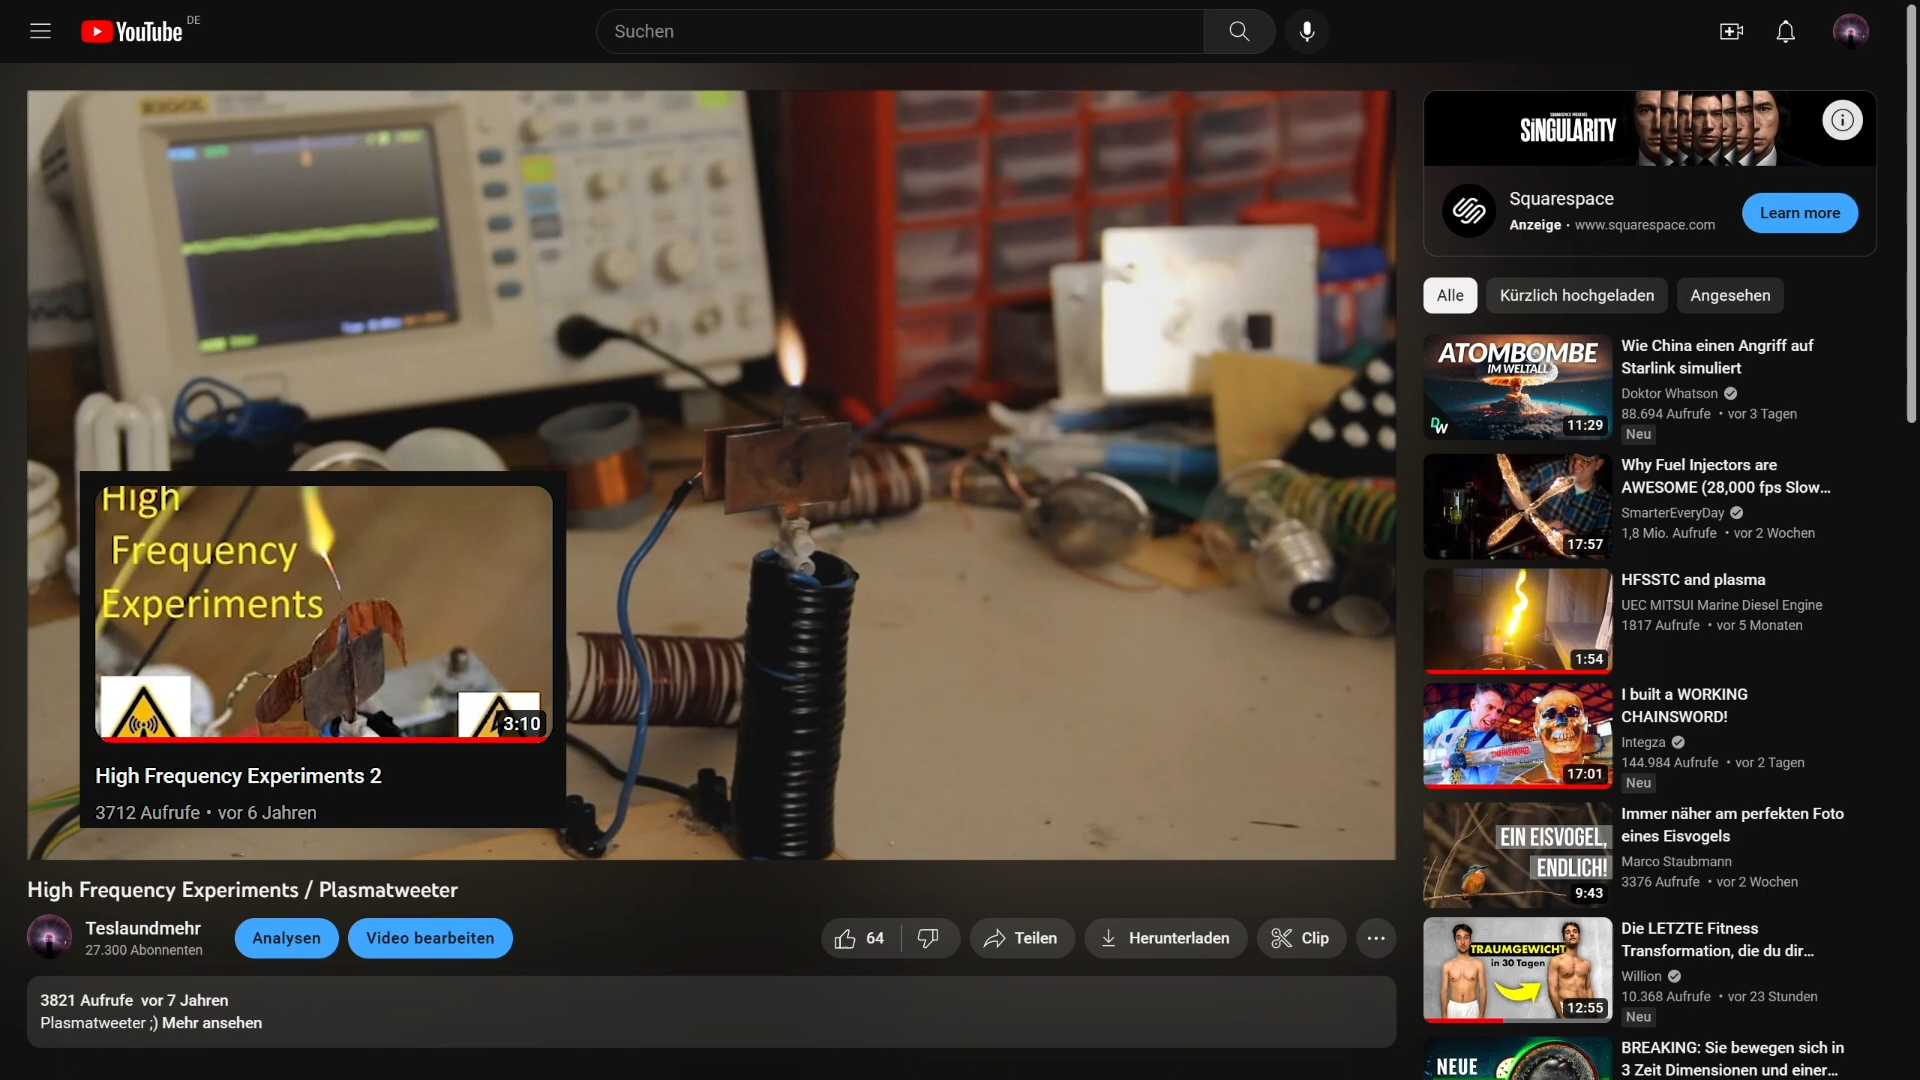 YouTube DE
Suchen
RIGOL
High
Frequency
Experiments
3:10
High Frequency Experiments 2
3712 Aufrufe • vor 6 Jahren
High Frequency Experiments / Plasmatweeter
Teslaundmehr
27.300 Abonnenten
Analysen
Video bearbeiten
64
Teilen
Herunterladen
Clip
3821 Aufrufe vor 7 Jahren
Plasmatweeter ;) Mehr ansehen
SQUARESPACE PRESENTS
SINGULARITY
Squarespace
Anzeige • www.squarespace.com
Learn more
Alle
Kürzlich hochgeladen
Angesehen
ATOMBOMBE
IM WELTALL
DW
11:29
Wie China einen Angriff auf
Starlink simuliert
Doktor Whatson
88.694 Aufrufe • vor 3 Tagen
Neu
17:57
Why Fuel Injectors are
AWESOME (28,000 fps Slow...
SmarterEveryDay
1,8 Mio. Aufrufe • vor 2 Wochen
1:54
HFSSTC and plasma
UEC MITSUI Marine Diesel Engine
1817 Aufrufe • vor 5 Monaten
CHAINSWORD
17:01
I built a WORKING
CHAINSWORD!
Integza
144.984 Aufrufe • vor 2 Tagen
Neu
EIN EISVOGEL,
ENDLICH!
9:43
Immer näher am perfekten Foto
eines Eisvogels
Marco Staubmann
3376 Aufrufe • vor 2 Wochen
TRAUMGEWICHT
in 30 Tagen
12:55
Die LETZTE Fitness
Transformation, die du dir...
Willion
10.368 Aufrufe • vor 23 Stunden
Neu
NEUE
BREAKING: Sie bewegen sich in
3 Zeit Dimensionen und einer...